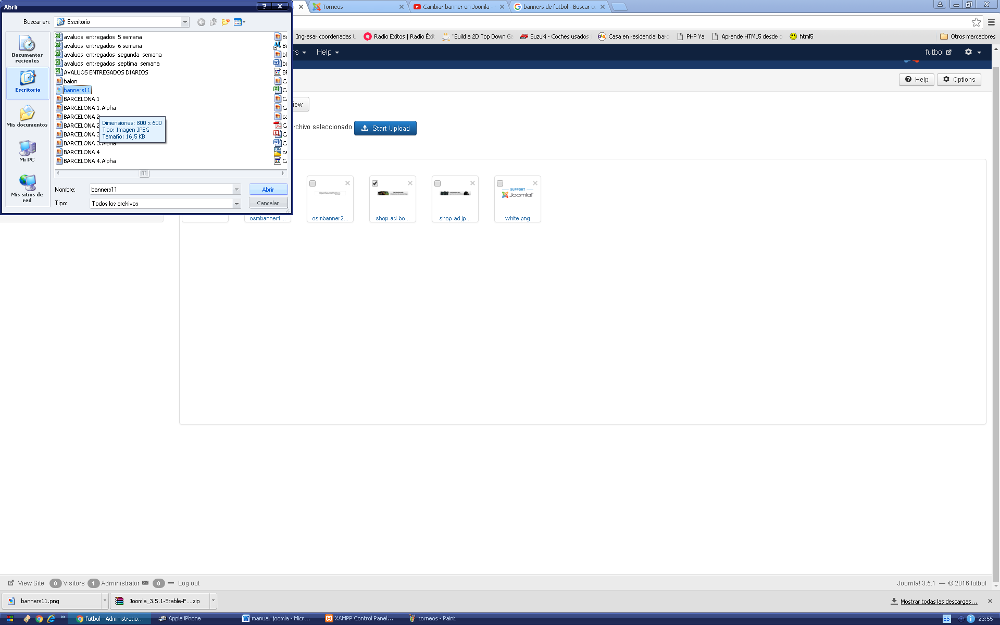 Abrir
Torneos
Cambiar banner en Joomla -
banners de futbol - Buscar c
Buscar en:
Escritorio
Ingresar coordenadas U
Radio Exitos | Radio Éxit
"Build a 2D Top Down Ga
Suzuki - Coches usados
Casa en residencial barc
PHP Ya
Aprende HTML5 desde c
html5
Otros marcadores
Documentos recientes
Escritorio
Mis documentos
Mi PC
Mis sitios de red
avaluos entregados 5 semana
avaluos entregados 6 semana
avaluos entregados segunda semana
avaluos entregados septima semana
AVALUOS ENTREGADOS DIARIOS
balon
banners11
BARCELONA 1
BARCELONA 1.Alpha
BARCELONA 2
BARCELONA 2
BARCELONA 3
BARCELONA 3.Alpha
BARCELONA 4
BARCELONA 4.Alpha
Dimensiones: 800 x 600
Tipo: Imagen JPEG
Tamaño: 16,5 KB
Nombre:
banners11
Abrir
Tipo:
Todos los archivos
Cancelar
ns
Help
futbol
Help
Options
iew
rchivo seleccionado
Start Upload
SUPPORT
Joomla!
osmbanner1...
osmbanner2...
shop-ad-bo...
shop-ad.jp...
white.png
View Site
0 Visitors
1 Administrator
0
Log out
Joomla! 3.5.1 — © 2016 futbol
banners11.png
Joomla_3.5.1-Stable-F....zip
Mostrar todas las descargas...
futbol - Administratio...
Apple iPhone
manual joomla - Micr...
XAMPP Control Panel...
torneos - Paint
ES
23:55